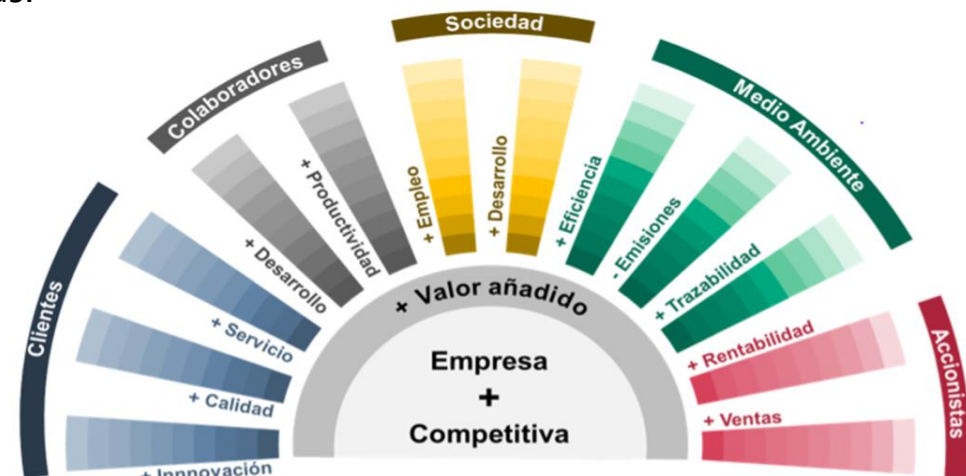 Sociedad
Colaboradores
Medio Ambiente
Clientes
Accionistas
+ Innnovación
+ Calidad
+ Servicio
+ Desarrollo
+ Productividad
+ Empleo
+ Desarrollo
+ Eficiencia
- Emisiones
+ Trazabilidad
+ Rentabilidad
+ Ventas
+ Valor añadido
Empresa
+
Competitiva